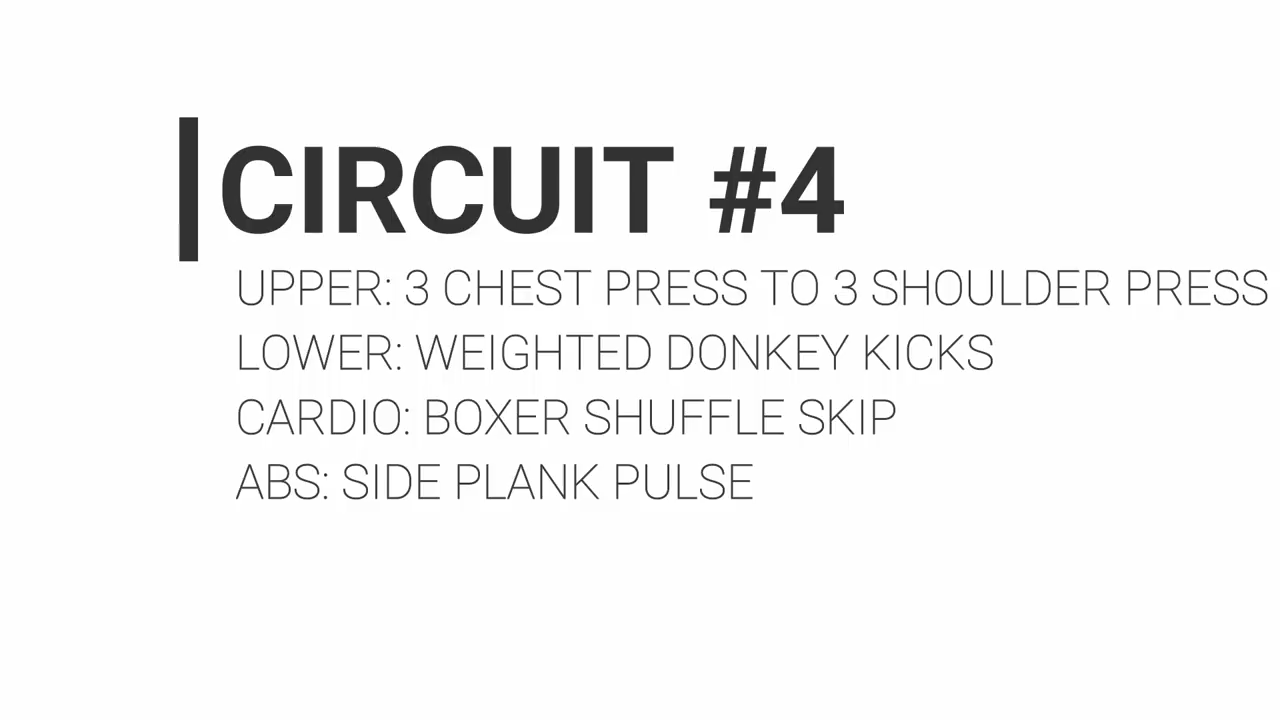 CIRCUIT #4
UPPER: 3 CHEST PRESS TO 3 SHOULDER PRESS
LOWER: WEIGHTED DONKEY KICKS
CARDIO: BOXER SHUFFLE SKIP
ABS: SIDE PLANK PULSE